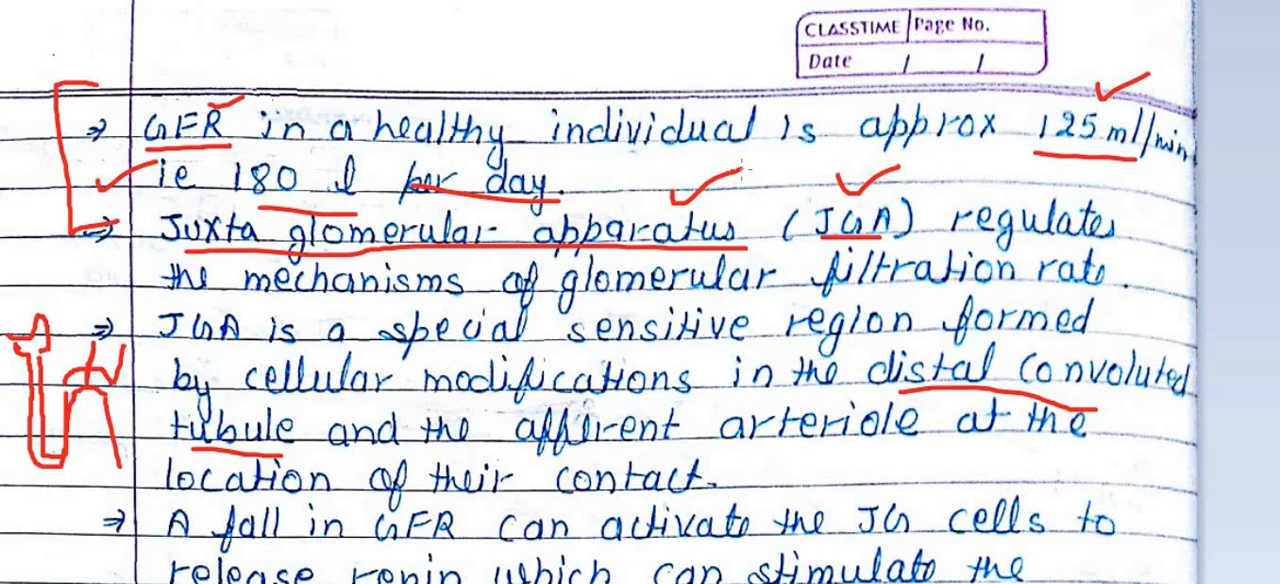 CLASSTIME Page No.
Date / /
⇒ GFR in a healthy individual is approx 125 ml/min
ie 180 l per day.
⇒ Juxta glomerular apparatus (JGA) regulates
the mechanisms of glomerular filtration rate.
⇒ JGA is a special sensitive region formed
by cellular modifications in the distal convoluted
tubule and the afferent arteriole at the
location of their contact.
⇒ A fall in GFR can activate the JG cells to
release renin which can stimulate the